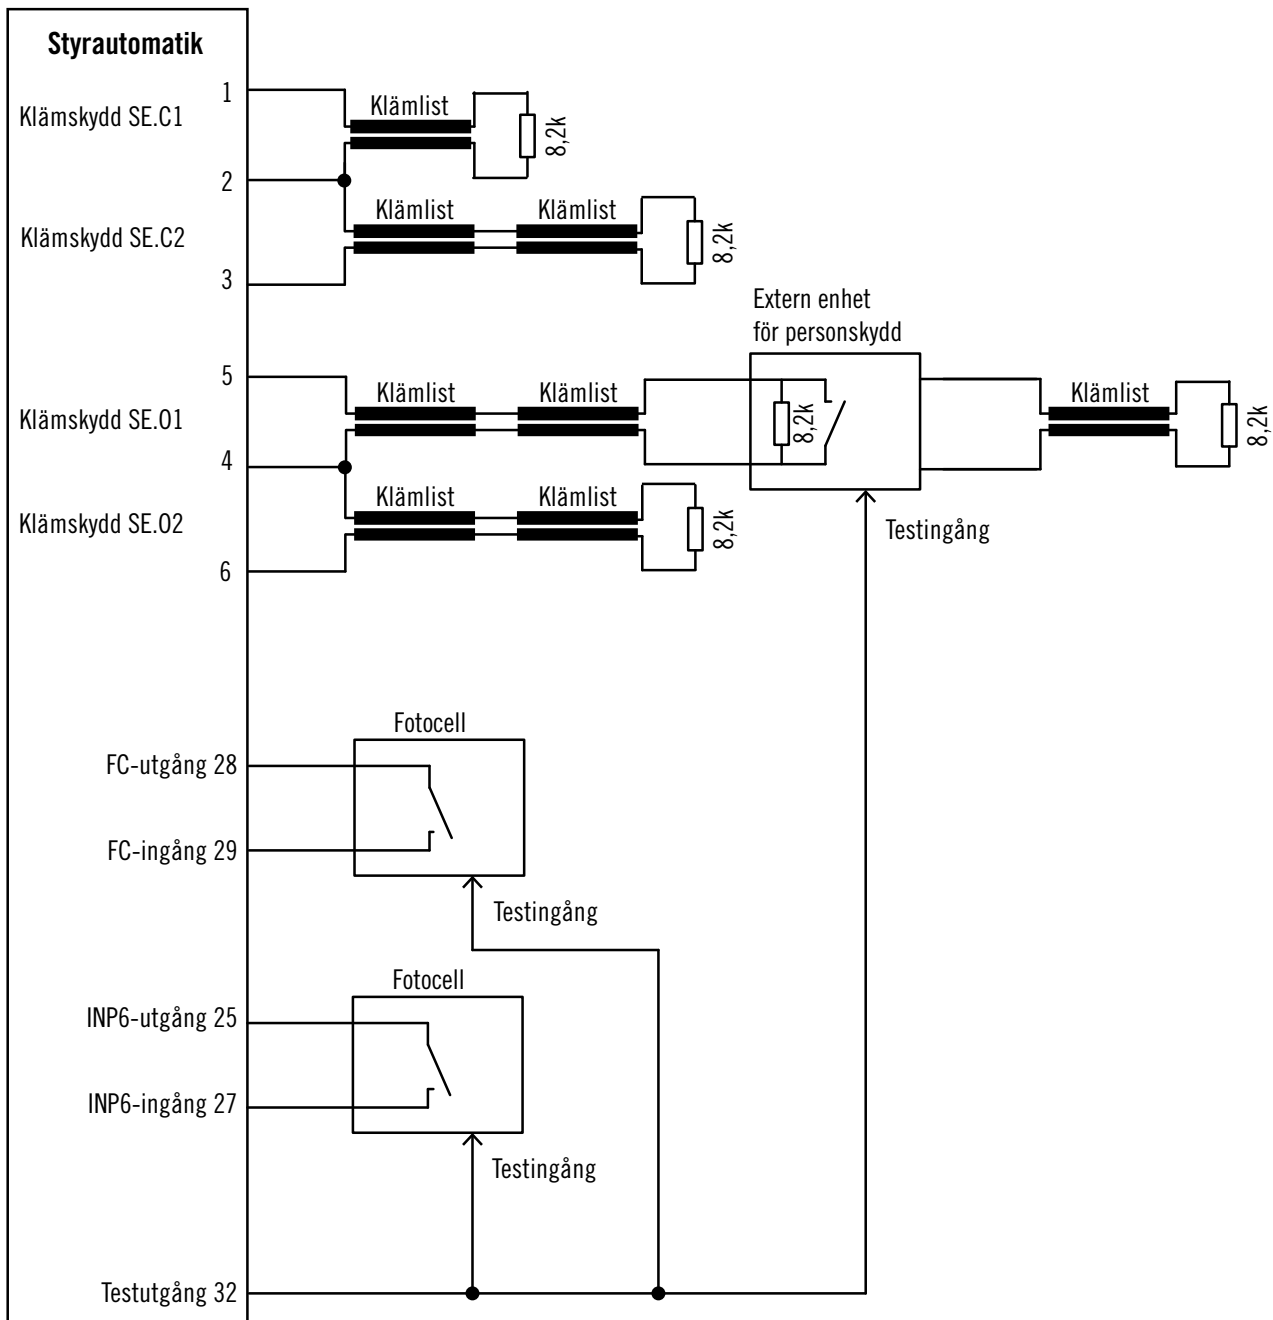 Styrautomatik
1
Klämskydd SE.C1
Klämlist
8,2k
2
Klämlist
Klämlist
Klämskydd SE.C2
8,2k
3
Extern enhet
för personskydd
5
Klämlist
Klämlist
Klämlist
Klämskydd SE.O1
8,2k
8,2k
4
Klämlist
Klämlist
Klämskydd SE.O2
8,2k
Testingång
6
Fotocell
FC-utgång 28
FC-ingång 29
Testingång
Fotocell
INP6-utgång 25
INP6-ingång 27
Testingång
Testutgång 32